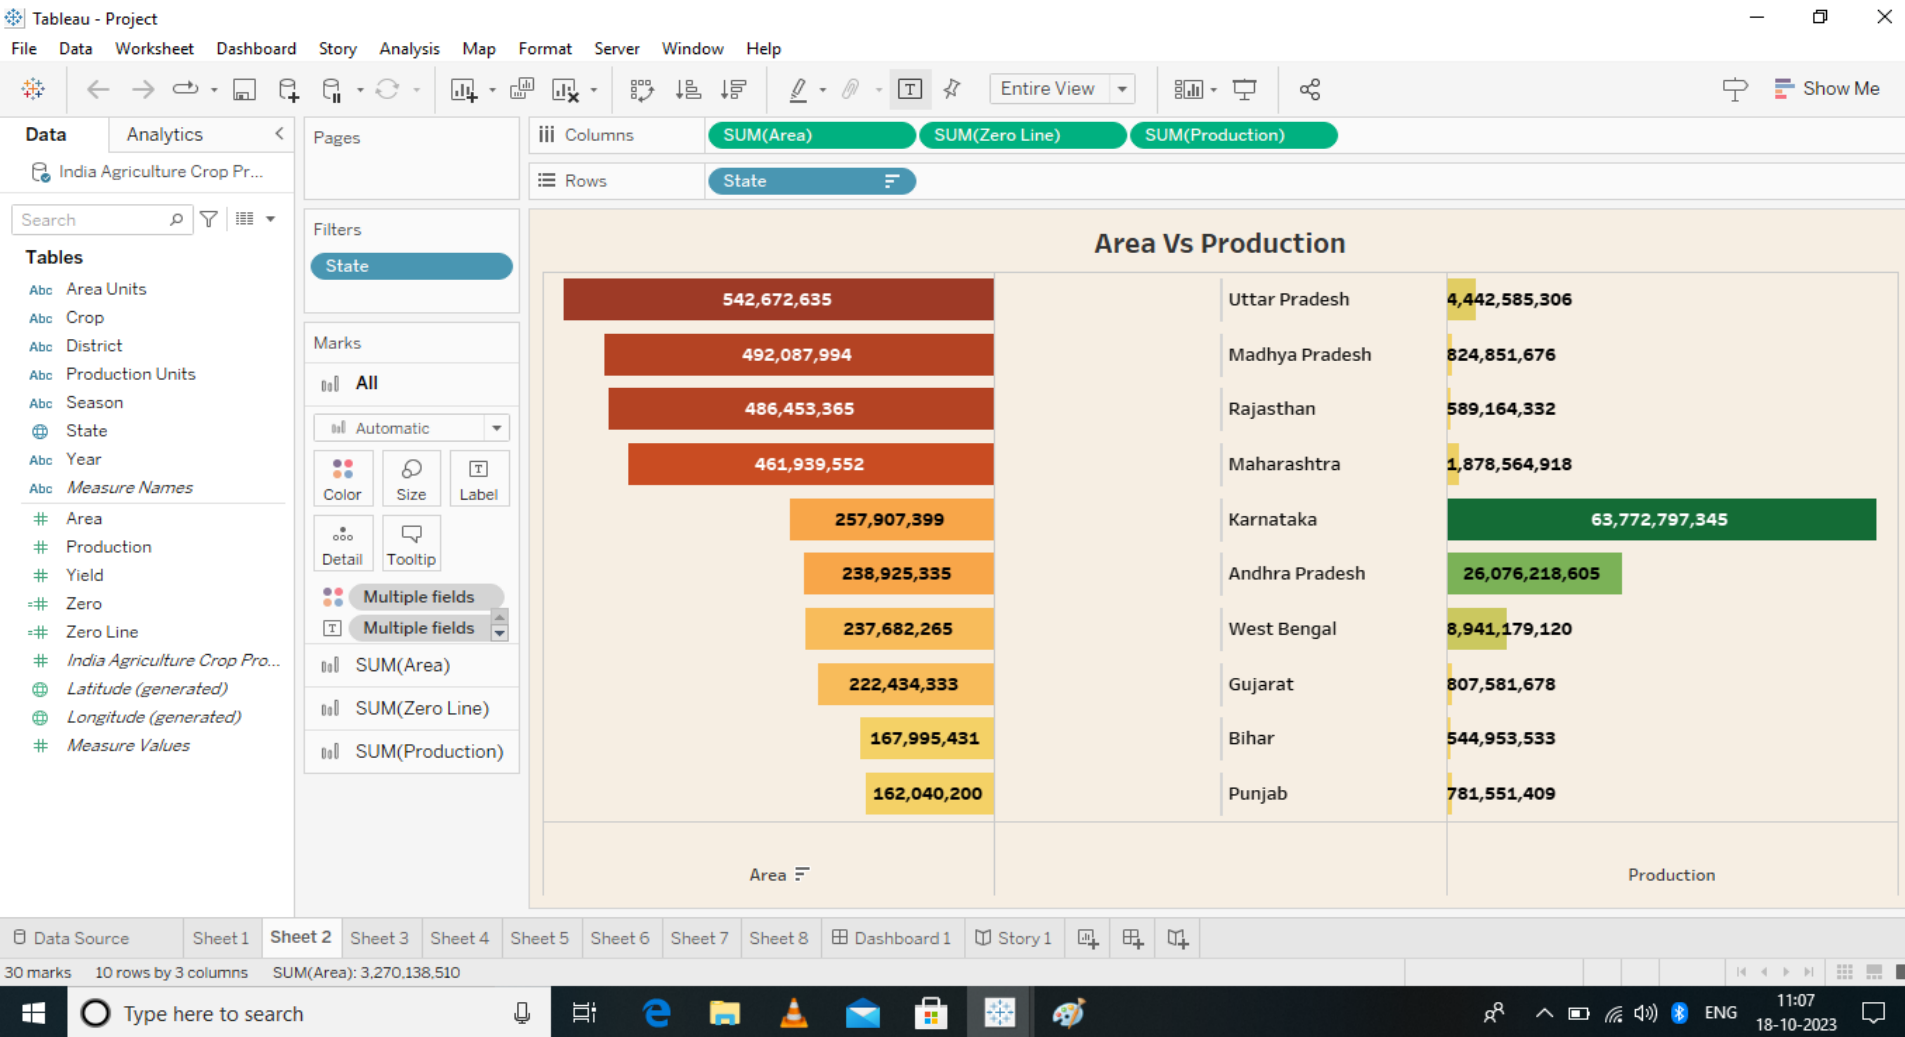 Tableau - Project
File Data Worksheet Dashboard Story Analysis Map Format Server Window Help
Entire View
Show Me
Data Analytics
India Agriculture Crop Pr...
Search
Tables
Abc Area Units
Abc Crop
Abc District
Abc Production Units
Abc Season
State
Abc Year
Abc Measure Names
# Area
# Production
# Yield
=# Zero
=# Zero Line
# India Agriculture Crop Pro...
Latitude (generated)
Longitude (generated)
# Measure Values
Pages
Filters
State
Marks
All
Automatic
Color Size Label
Detail Tooltip
Multiple fields
Multiple fields
SUM(Area)
SUM(Zero Line)
SUM(Production)
Columns SUM(Area) SUM(Zero Line) SUM(Production)
Rows State
Area Vs Production
542,672,635 Uttar Pradesh 4,442,585,306
492,087,994 Madhya Pradesh 824,851,676
486,453,365 Rajasthan 589,164,332
461,939,552 Maharashtra 1,878,564,918
257,907,399 Karnataka 63,772,797,345
238,925,335 Andhra Pradesh 26,076,218,605
237,682,265 West Bengal 8,941,179,120
222,434,333 Gujarat 807,581,678
167,995,431 Bihar 544,953,533
162,040,200 Punjab 781,551,409
Area Production
Data Source Sheet 1 Sheet 2 Sheet 3 Sheet 4 Sheet 5 Sheet 6 Sheet 7 Sheet 8 Dashboard 1 Story 1
30 marks 10 rows by 3 columns SUM(Area): 3,270,138,510
Type here to search
ENG
11:07
18-10-2023